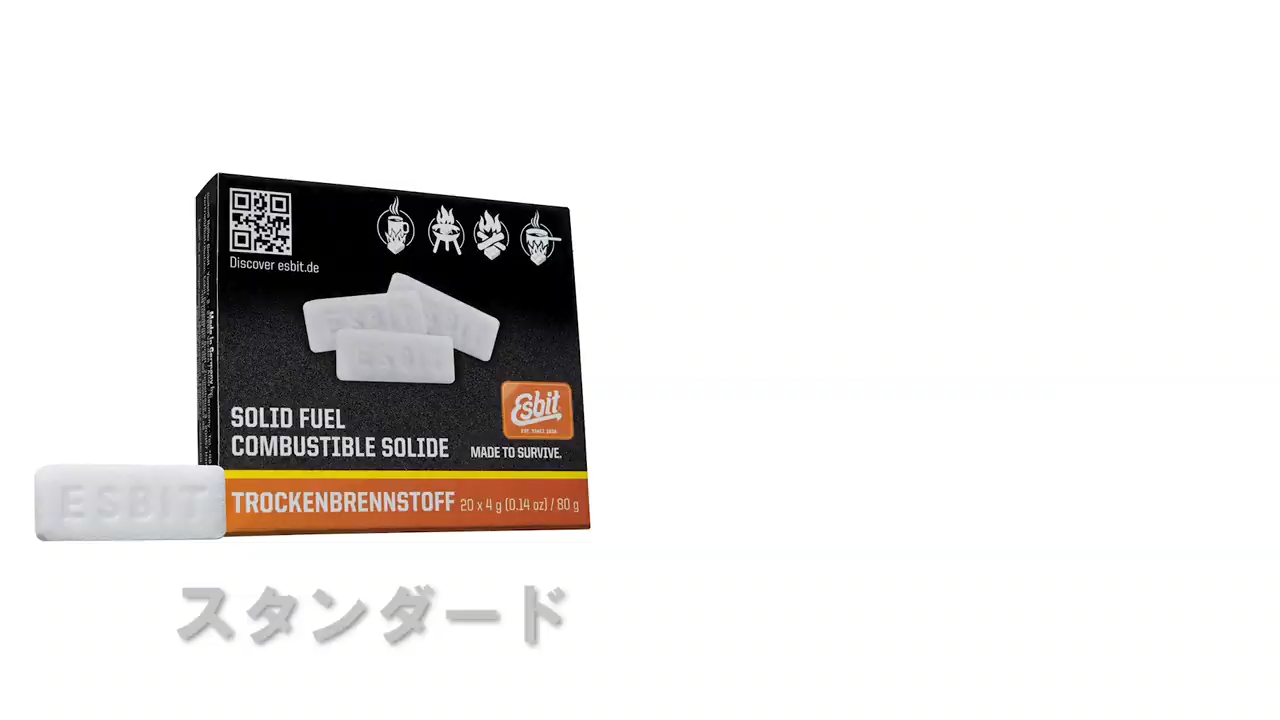 Discover esbit.de
ESBIT
SOLID FUEL
COMBUSTIBLE SOLIDE
Esbit
MADE TO SURVIVE.
TROCKENBRENNSTOFF 20 x 4 g (0.14 oz) / 80 g
ESBIT
スタンダード